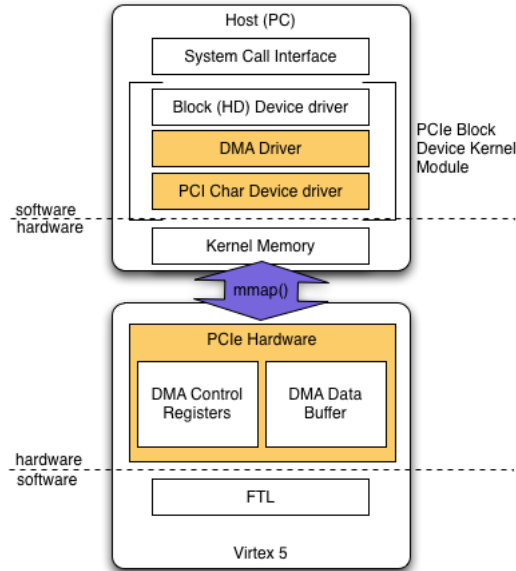 Host (PC)
System Call Interface
Block (HD) Device driver
DMA Driver
PCI Char Device driver
PCIe Block
Device Kernel
Module
software
hardware
Kernel Memory
mmap()
PCIe Hardware
DMA Control
Registers
DMA Data
Buffer
hardware
software
FTL
Virtex 5